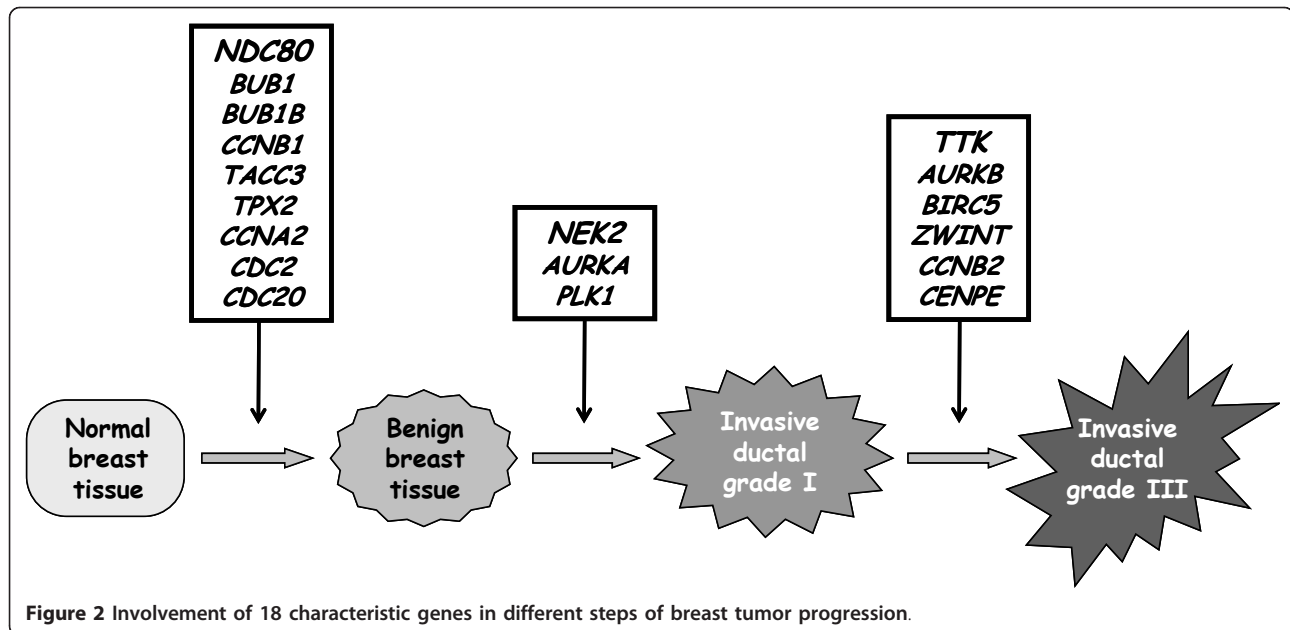 NDC80
BUB1
BUB1B
CCNB1
TACC3
TPX2
CCNA2
CDC2
CDC20
NEK2
AURKA
PLK1
TTK
AURKB
BIRC5
ZWINT
CCNB2
CENPE
Normal
breast
tissue
Benign
breast
tissue
Invasive
ductal
grade I
Invasive
ductal
grade III
Figure 2 Involvement of 18 characteristic genes in different steps of breast tumor progression.